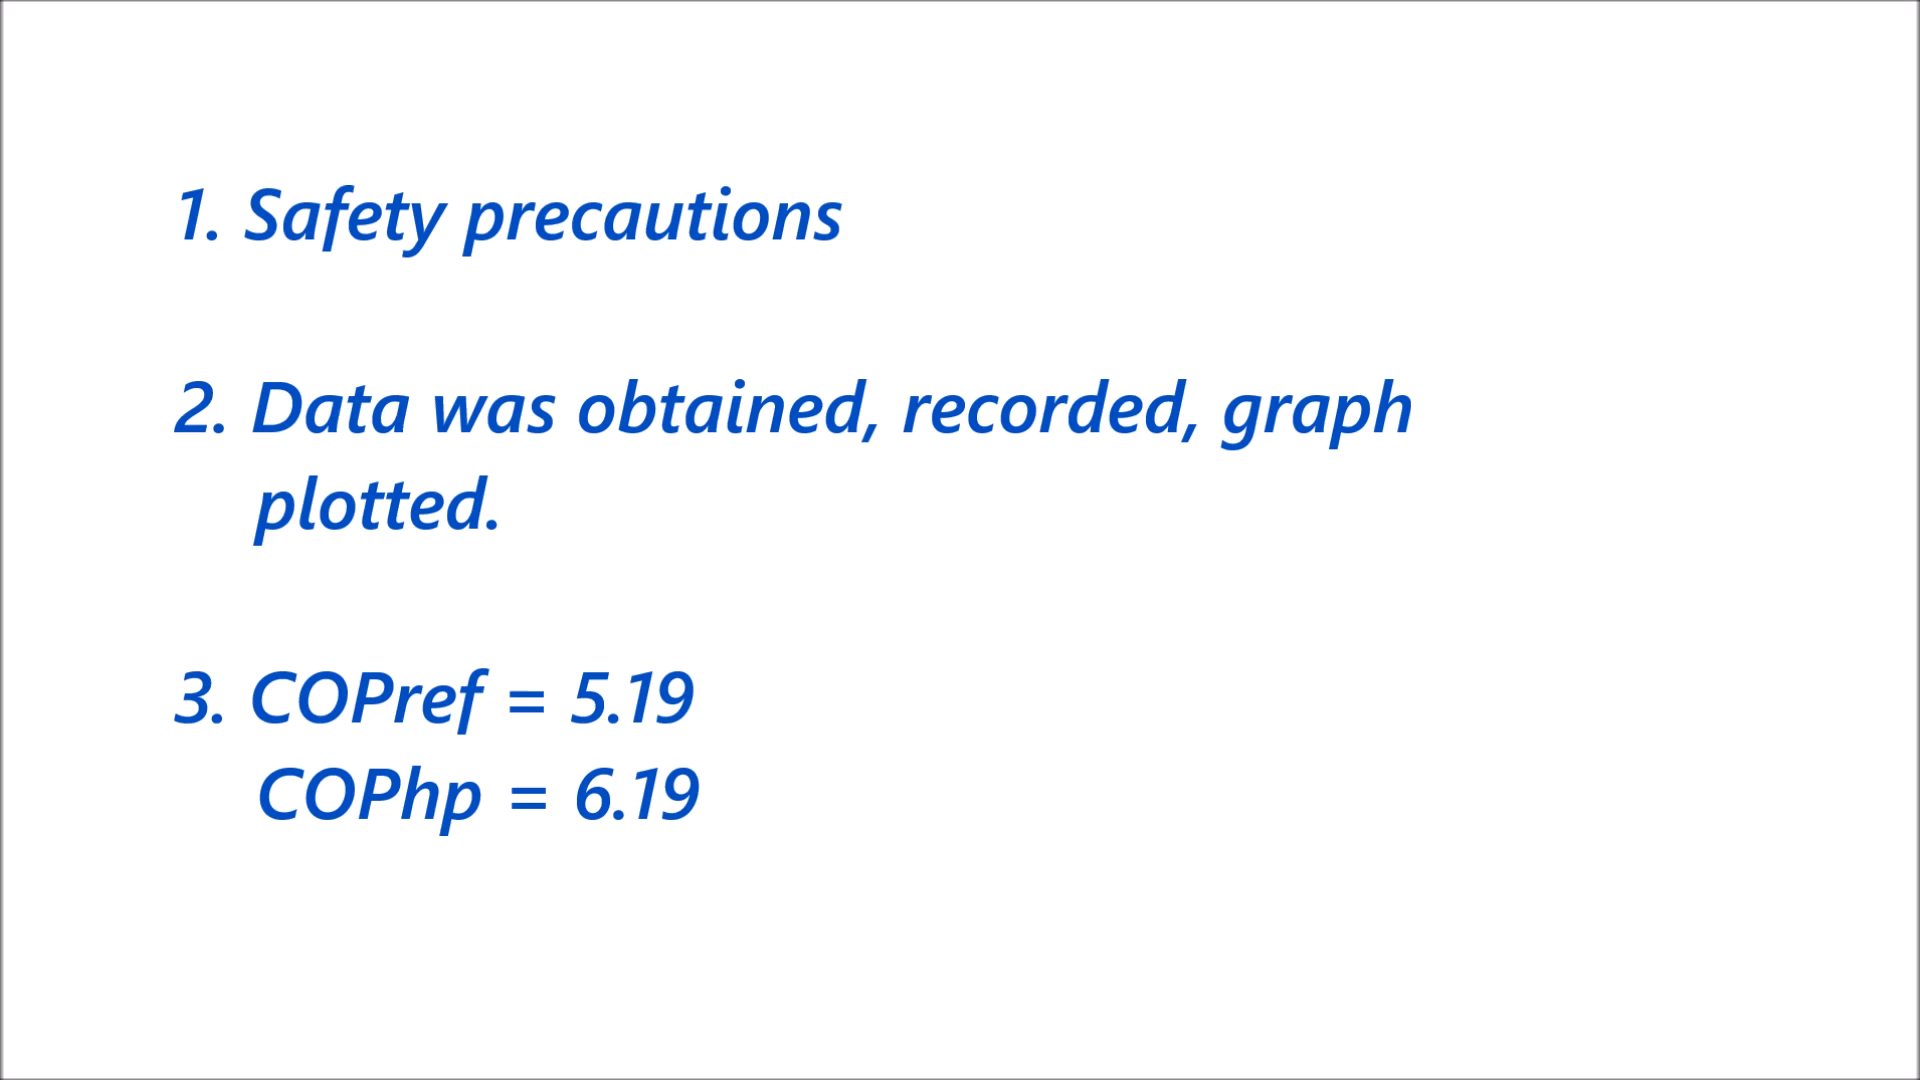 1. Safety precautions
2. Data was obtained, recorded, graph
plotted.
3. COPref = 5.19
COPhp = 6.19